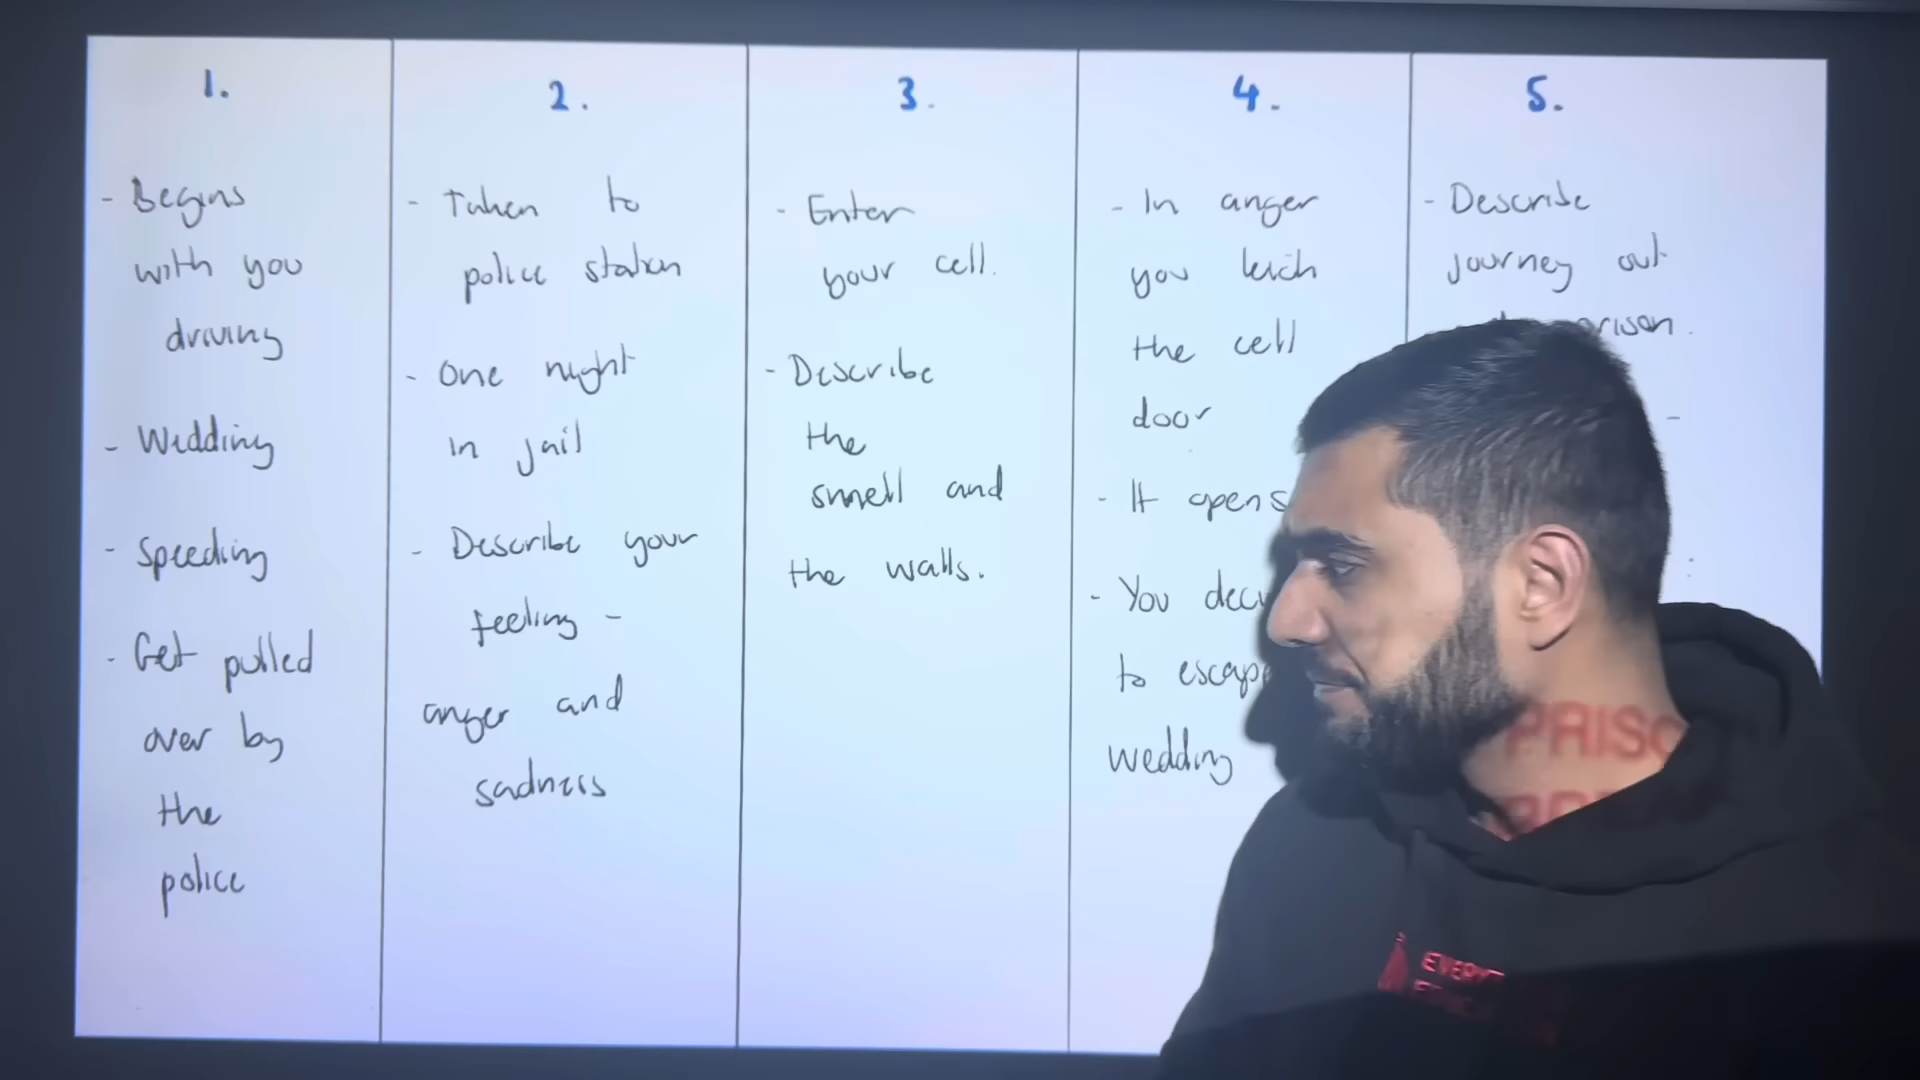 1.
- Begins
with you
driving
- Wedding
- Speeding
- Get pulled
over by
the
police
2.
- Taken to
police station
- One night
in jail
- Describe your
feeling -
anger and
sadness
3.
- Enter
your cell.
- Describe
the
smell and
the walls.
4.
- In anger
you kick
the cell
door
- It opens
- You
to escape
wedding
5.
- Describe
journey out
prison.
-
PRISO